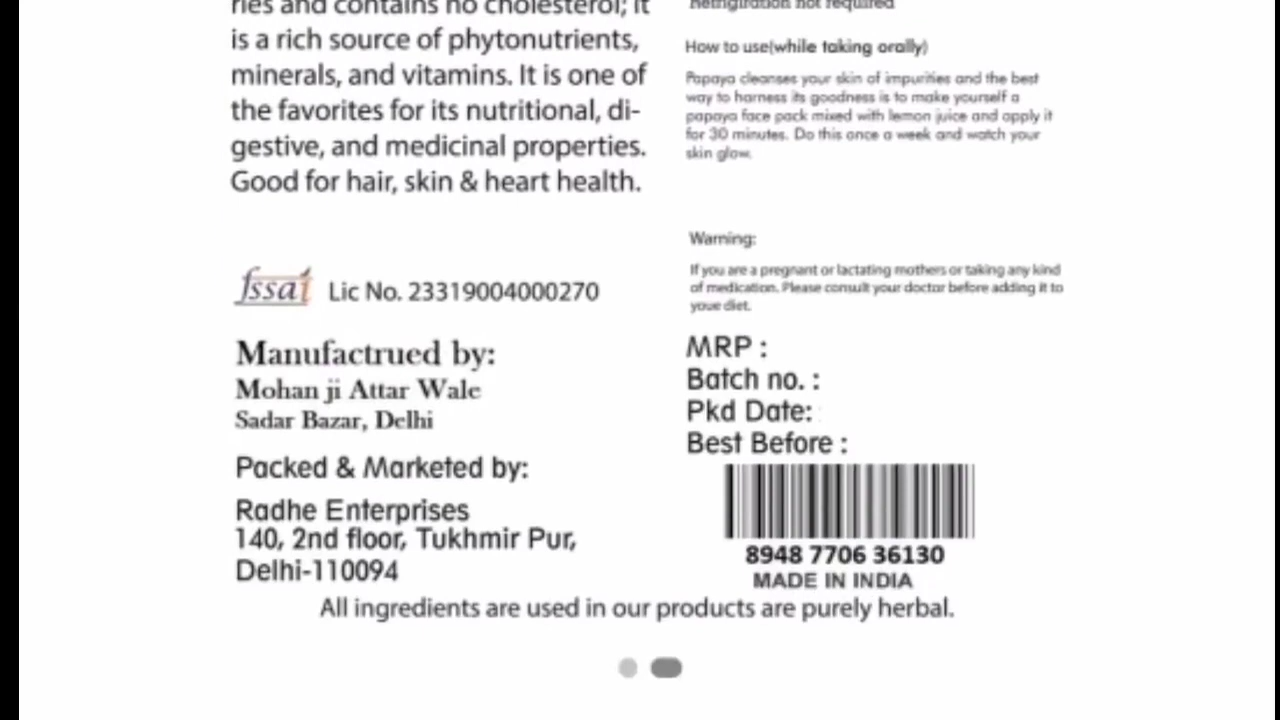 ries and contains no cholesterol; it
is a rich source of phytonutrients,
minerals, and vitamins. It is one of
the favorites for its nutritional, di-
gestive, and medicinal properties.
Good for hair, skin & heart health.
fssai Lic No. 23319004000270
Manufactrued by:
Mohan ji Attar Wale
Sadar Bazar, Delhi
Packed & Marketed by:
Radhe Enterprises
140, 2nd floor, Tukhmir Pur,
Delhi-110094
Refrigiration not required
How to use(while taking orally)
Papaya cleanses your skin of impurities and the best
way to harness its goodness is to make yourself a
papaya face pack mixed with lemon juice and apply it
for 30 minutes. Do this once a week and watch your
skin glow.
Warning:
If you are a pregnant or lactating mothers or taking any kind
of medication. Please consult your doctor before adding it to
youe diet.
MRP :
Batch no. :
Pkd Date:
Best Before :
8948 7706 36130
MADE IN INDIA
All ingredients are used in our products are purely herbal.